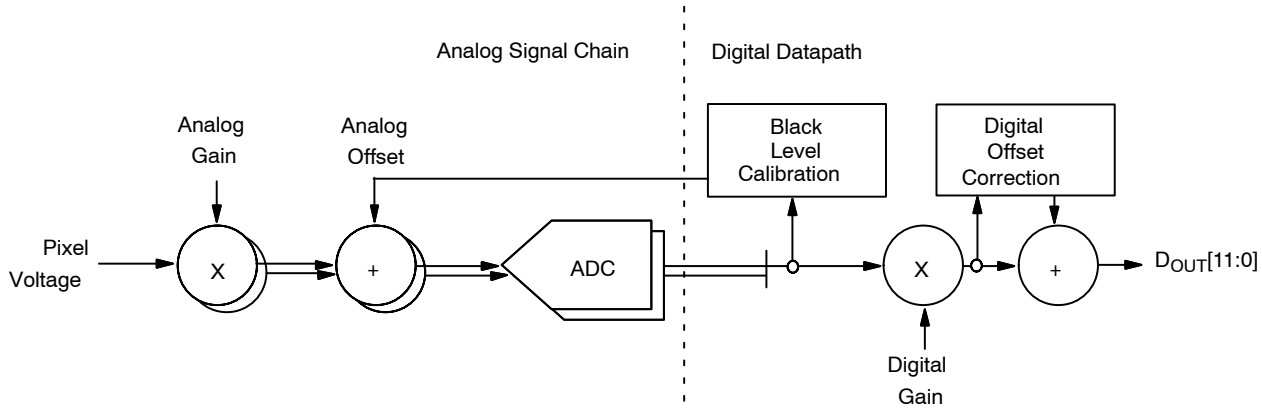 Analog Signal Chain
Digital Datapath
Analog
Gain
Analog
Offset
Black
Level
Calibration
Digital
Offset
Correction
Pixel
Voltage
X
+
ADC
X
+
DOUT[11:0]
Digital
Gain